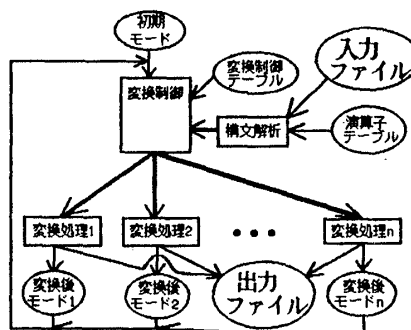 初期
モード
変換制御
変換制御
テーブル
入力
ファイル
構文解析
演算子
テーブル
変換処理1
変換処理2
•••
変換処理n
変換後
モード1
変換後
モード2
出力
ファイル
変換後
モードn